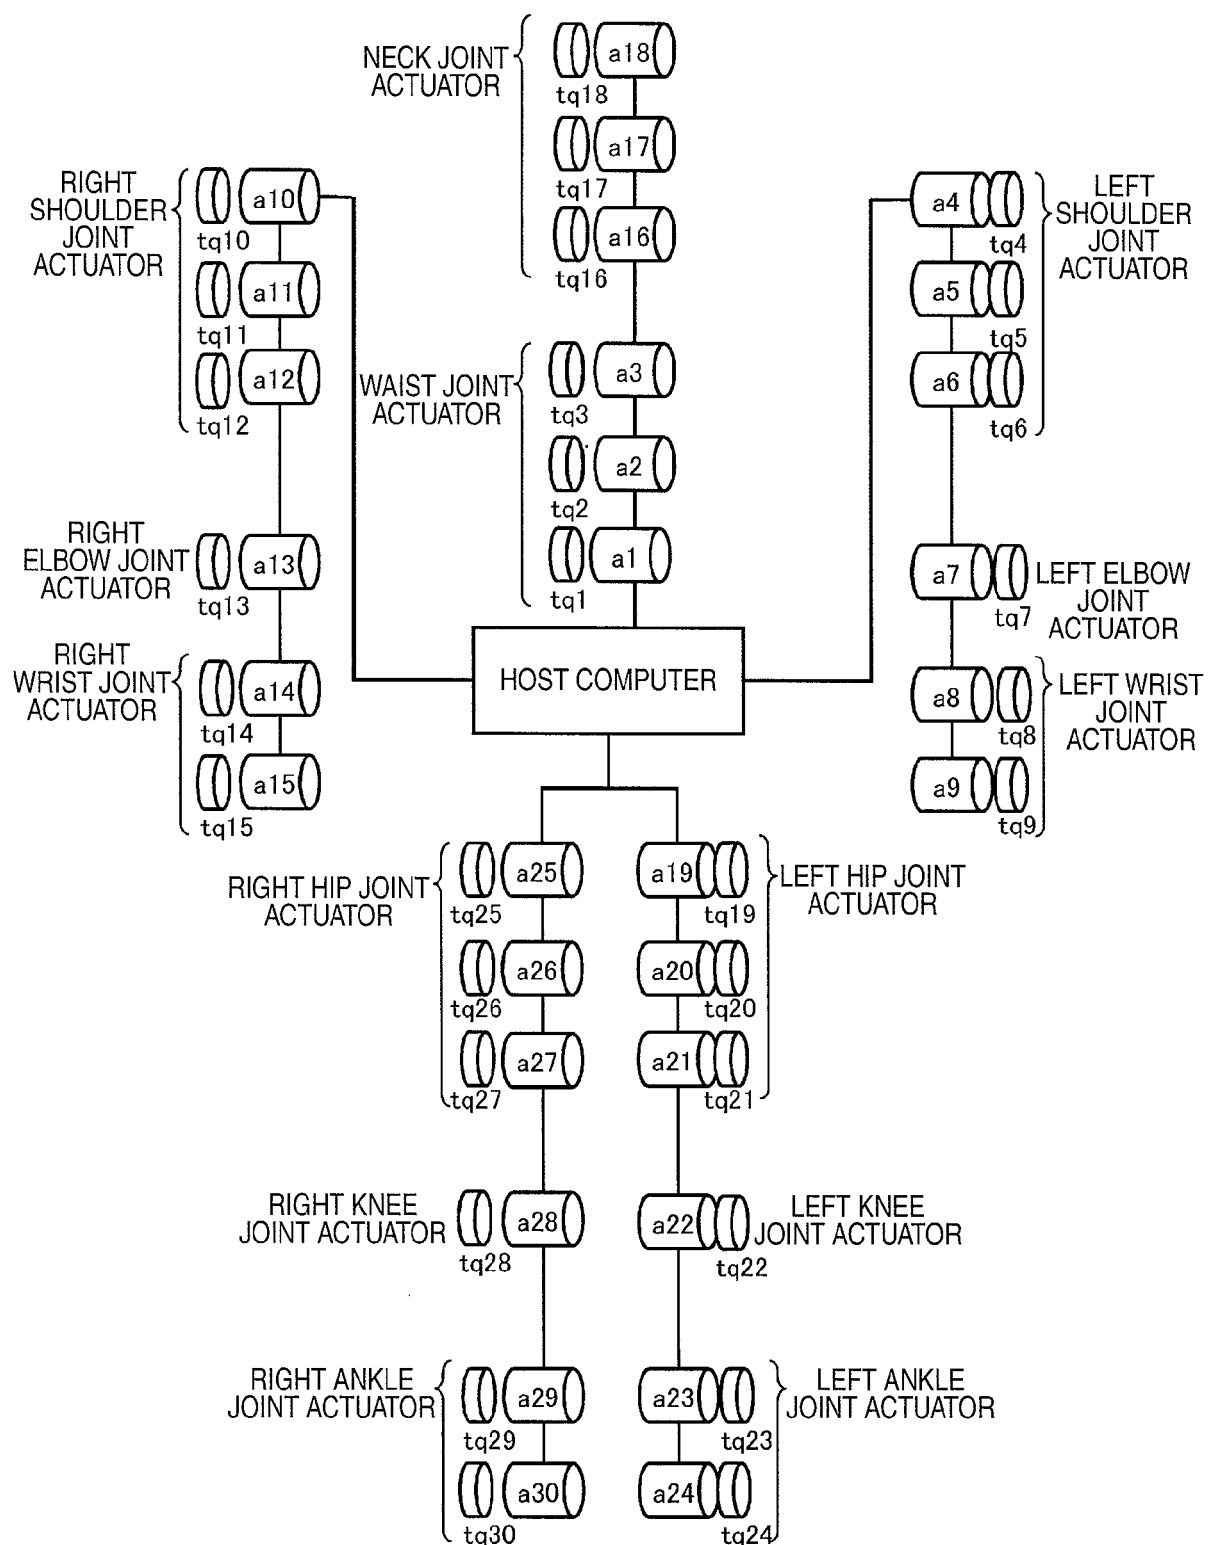 NECK JOINT
ACTUATOR
a18
tq18
a17
tq17
a16
tq16
RIGHT
SHOULDER
JOINT
ACTUATOR
a10
tq10
a11
tq11
a12
tq12
LEFT
SHOULDER
JOINT
ACTUATOR
a4
tq4
a5
tq5
a6
tq6
WAIST JOINT
ACTUATOR
a3
tq3
a2
tq2
a1
tq1
RIGHT
ELBOW JOINT
ACTUATOR
a13
tq13
LEFT ELBOW
JOINT
ACTUATOR
a7
tq7
RIGHT
WRIST JOINT
ACTUATOR
a14
tq14
a15
tq15
HOST COMPUTER
LEFT WRIST
JOINT
ACTUATOR
a8
tq8
a9
tq9
RIGHT HIP JOINT
ACTUATOR
a25
tq25
a26
tq26
a27
tq27
LEFT HIP JOINT
ACTUATOR
a19
tq19
a20
tq20
a21
tq21
RIGHT KNEE
JOINT ACTUATOR
a28
tq28
LEFT KNEE
JOINT ACTUATOR
a22
tq22
RIGHT ANKLE
JOINT ACTUATOR
a29
tq29
a30
tq30
LEFT ANKLE
JOINT ACTUATOR
a23
tq23
a24
tq24